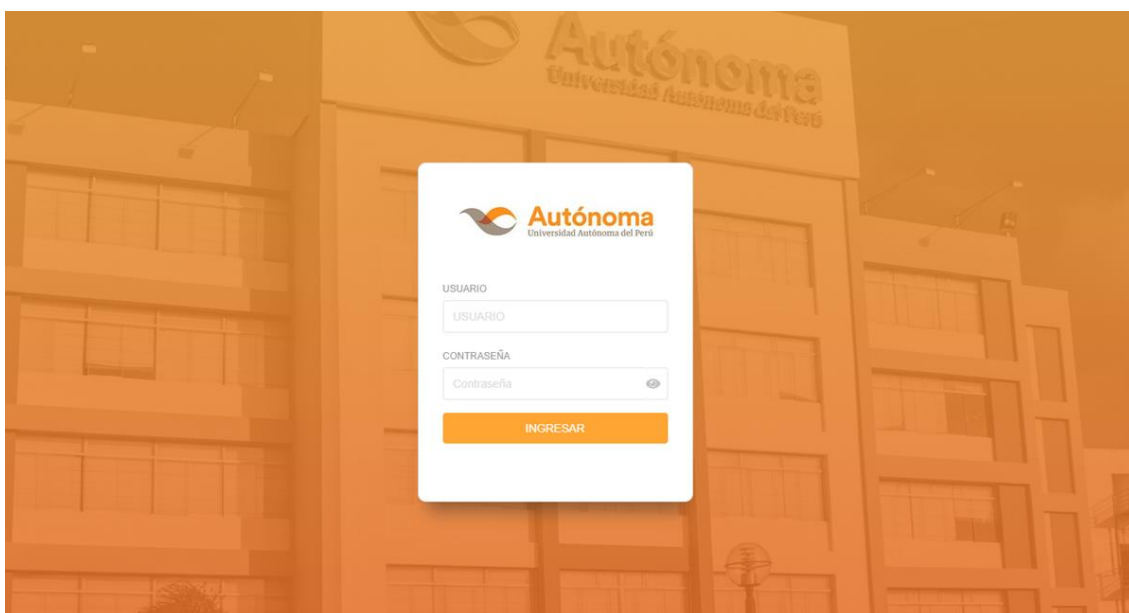 Autónoma
Universidad Autónoma del Perú
Autónoma
Universidad Autónoma del Perú
USUARIO
USUARIO
CONTRASEÑA
Contraseña
INGRESAR